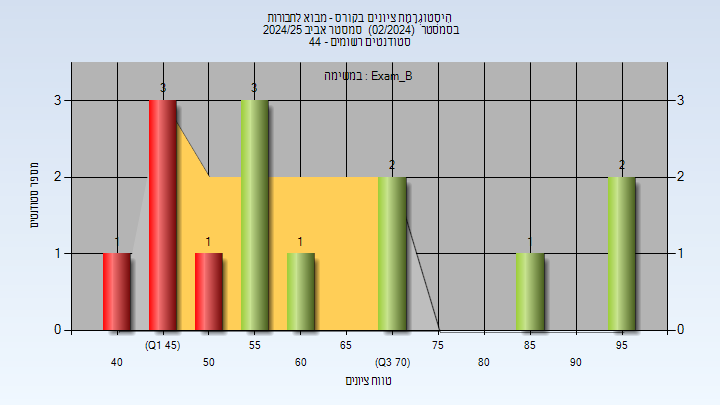 היסטוגרמת ציונים בקורס - מבוא לחבורות
בסמסטר (02/2024) סמסטר אביב 2024/25
סטודנטים רשומים - 44
במשימה : Exam_B
מספר סטודנטים
3 3
2 2
1 1
0 0
1 3 1 3 1 2 1 2
40 (Q1 45) 50 55 60 65 (Q3 70) 75 80 85 90 95
טווח ציונים